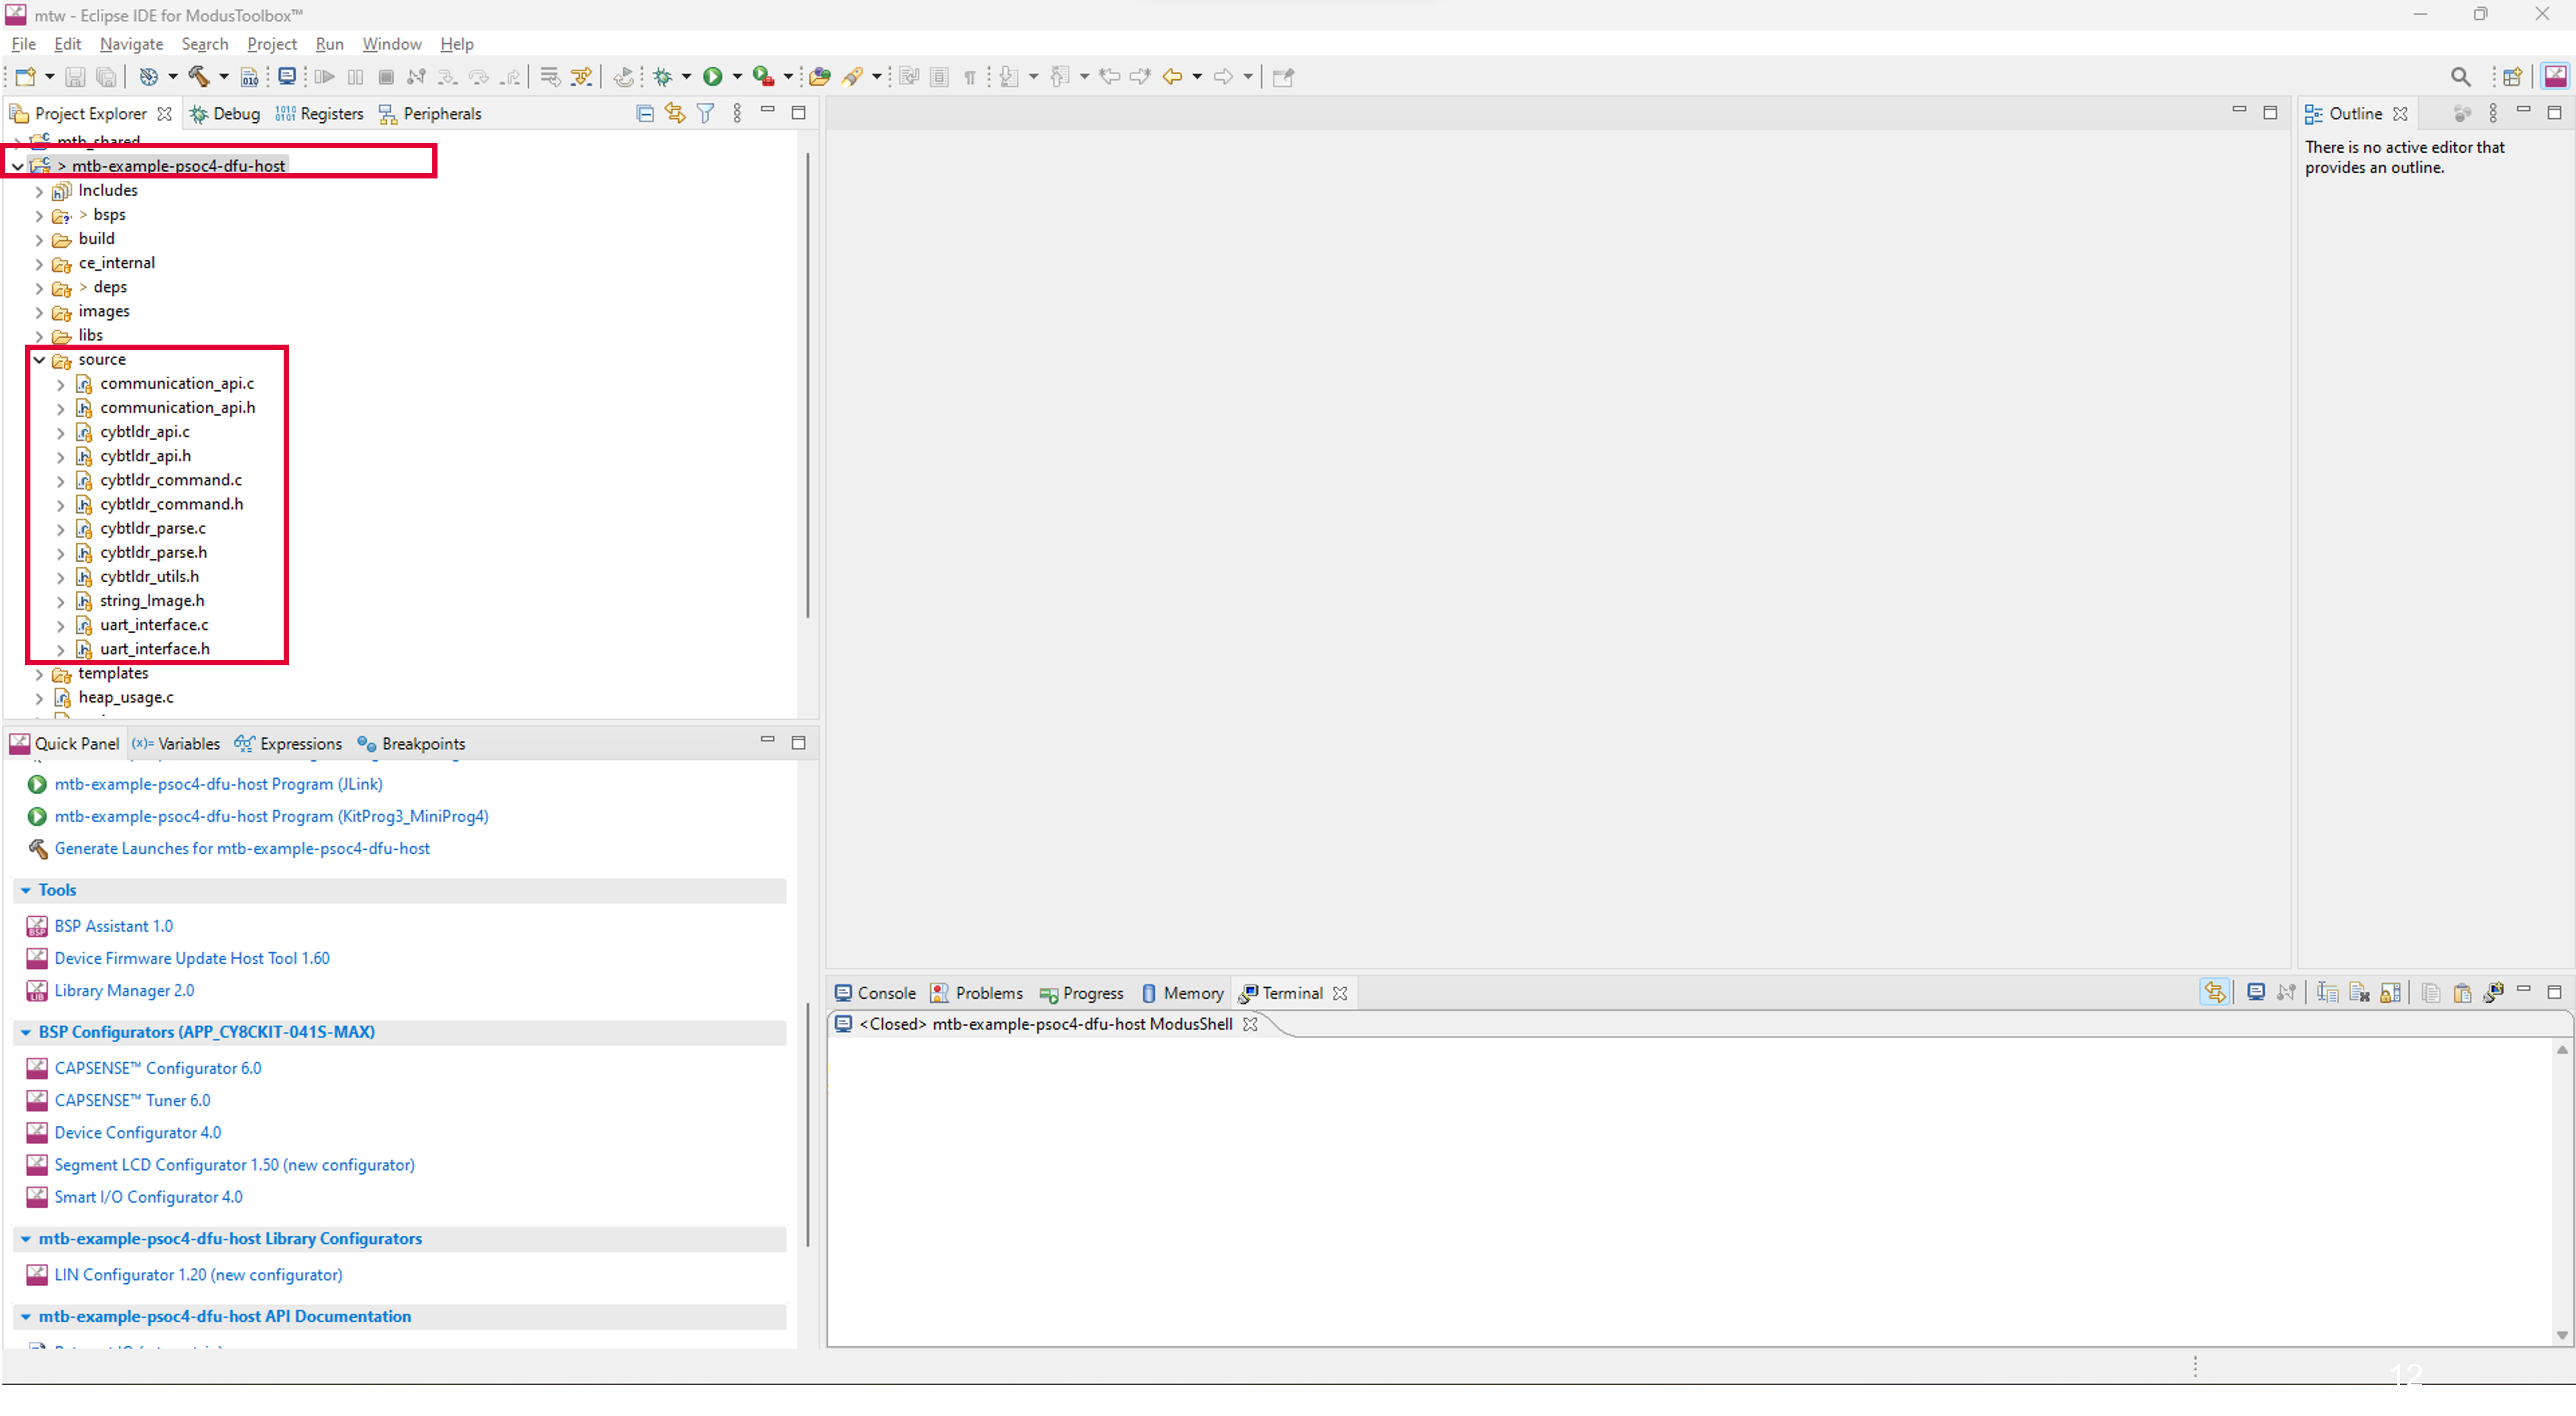 mtw - Eclipse IDE for ModusToolbox™
File Edit Navigate Search Project Run Window Help
Project Explorer Debug Registers Peripherals
mtb_shared
> mtb-example-psoc4-dfu-host
Includes
> bsps
build
ce_internal
> deps
images
libs
source
communication_api.c
communication_api.h
cybtldr_api.c
cybtldr_api.h
cybtldr_command.c
cybtldr_command.h
cybtldr_parse.c
cybtldr_parse.h
cybtldr_utils.h
string_Image.h
uart_interface.c
uart_interface.h
templates
heap_usage.c
Outline
There is no active editor that
provides an outline.
Quick Panel (x)= Variables Expressions Breakpoints
mtb-example-psoc4-dfu-host Program (JLink)
mtb-example-psoc4-dfu-host Program (KitProg3_MiniProg4)
Generate Launches for mtb-example-psoc4-dfu-host
Tools
BSP Assistant 1.0
Device Firmware Update Host Tool 1.60
Library Manager 2.0
BSP Configurators (APP_CY8CKIT-041S-MAX)
CAPSENSE™ Configurator 6.0
CAPSENSE™ Tuner 6.0
Device Configurator 4.0
Segment LCD Configurator 1.50 (new configurator)
Smart I/O Configurator 4.0
mtb-example-psoc4-dfu-host Library Configurators
LIN Configurator 1.20 (new configurator)
mtb-example-psoc4-dfu-host API Documentation
Console Problems Progress Memory Terminal
<Closed> mtb-example-psoc4-dfu-host ModusShell
12